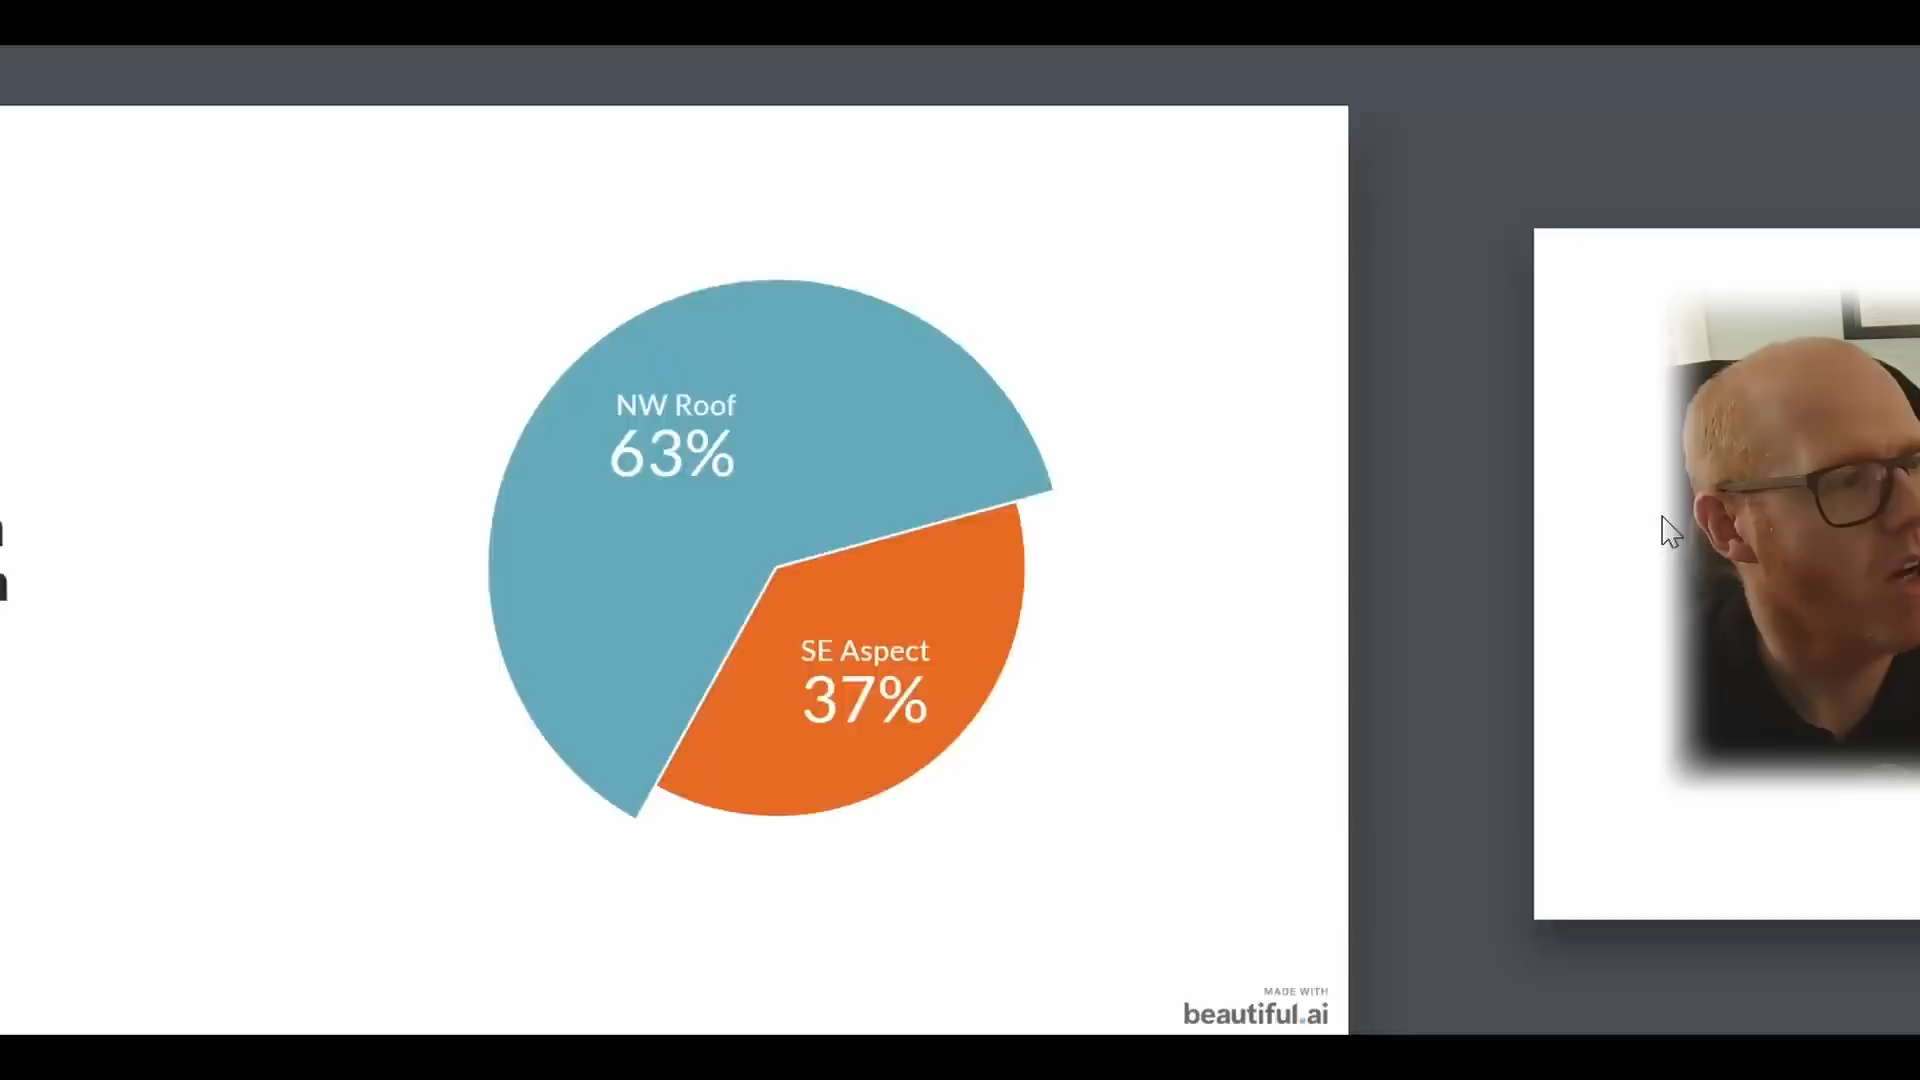 NW Roof
63%
SE Aspect
37%
MADE WITH
beautiful.ai